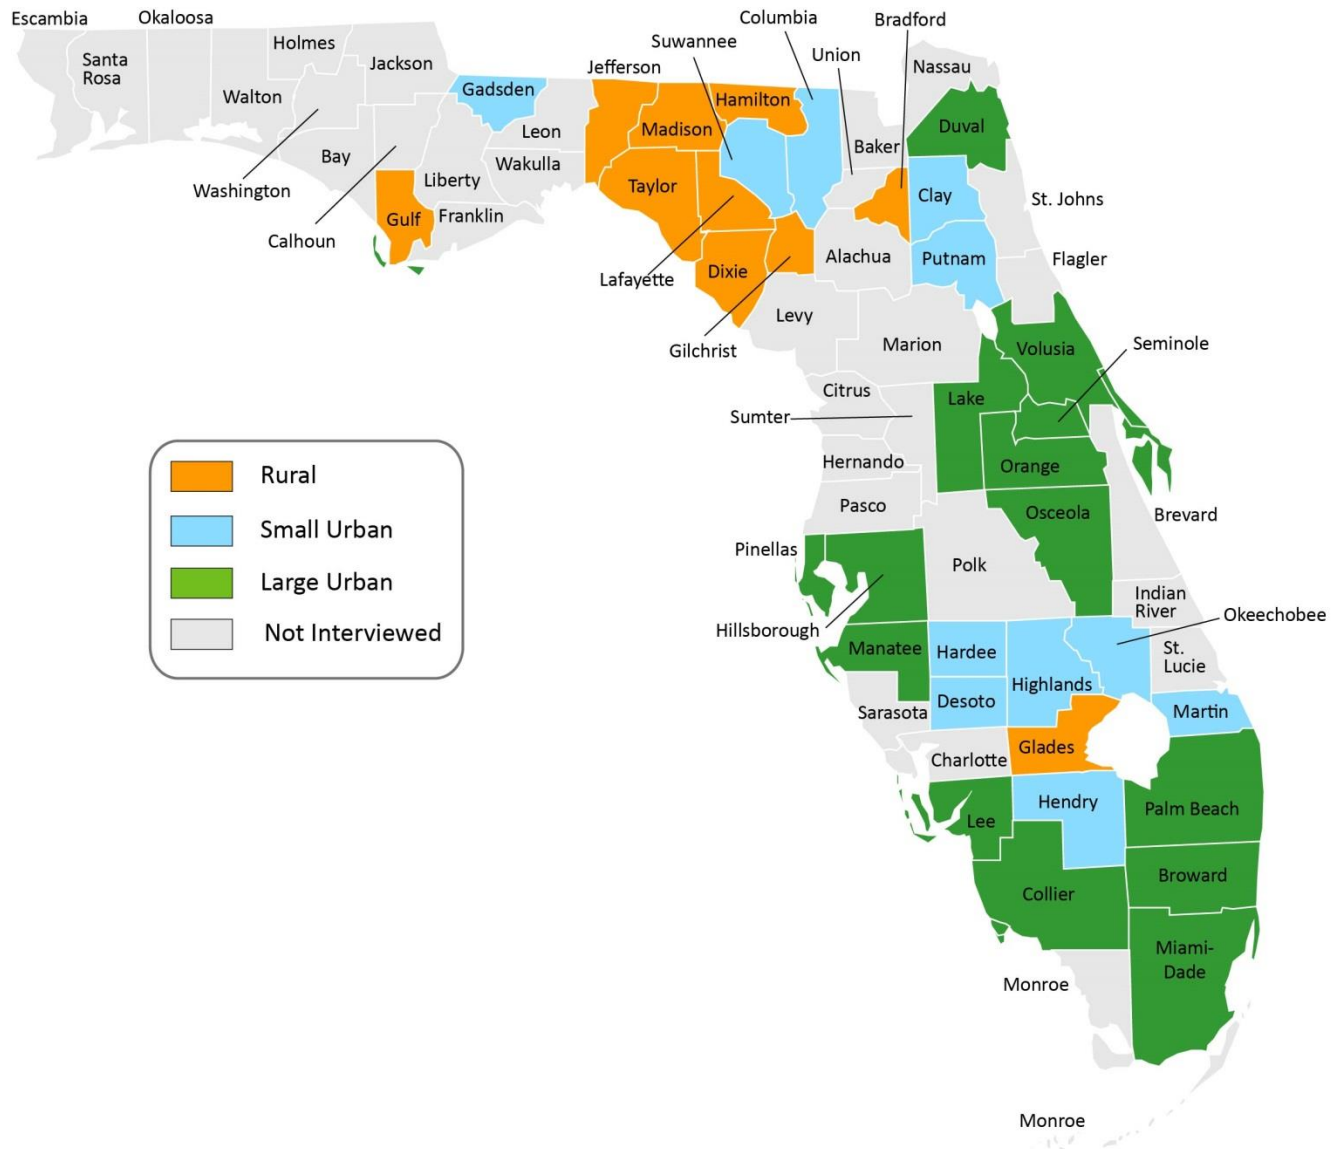 Escambia
Okaloosa
Columbia
Bradford
Suwannee
Union
Holmes
Santa
Rosa
Jackson
Jefferson
Nassau
Walton
Gadsden
Hamilton
Duval
Leon
Madison
Baker
Bay
Wakulla
Washington
Liberty
Taylor
Clay
St. Johns
Gulf
Franklin
Calhoun
Alachua
Putnam
Flagler
Lafayette
Dixie
Levy
Gilchrist
Marion
Volusia
Seminole
Citrus
Lake
Sumter
Hernando
Orange
Pasco
Osceola
Brevard
Pinellas
Polk
Indian
River
Hillsborough
Okeechobee
Manatee
Hardee
St.
Lucie
Highlands
Desoto
Sarasota
Martin
Charlotte
Glades
Hendry
Palm Beach
Lee
Broward
Collier
Miami-
Dade
Monroe
Monroe
Rural
Small Urban
Large Urban
Not Interviewed